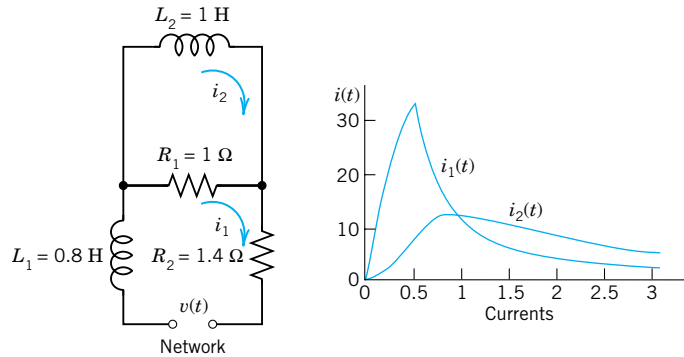 L₂ = 1 H
i₂
R₁ = 1 Ω
i₁
L₁ = 0.8 H
R₂ = 1.4 Ω
v(t)
Network
i(t)
30
20
10
0
i₁(t)
i₂(t)
0 0.5 1 1.5 2 2.5 3
Currents